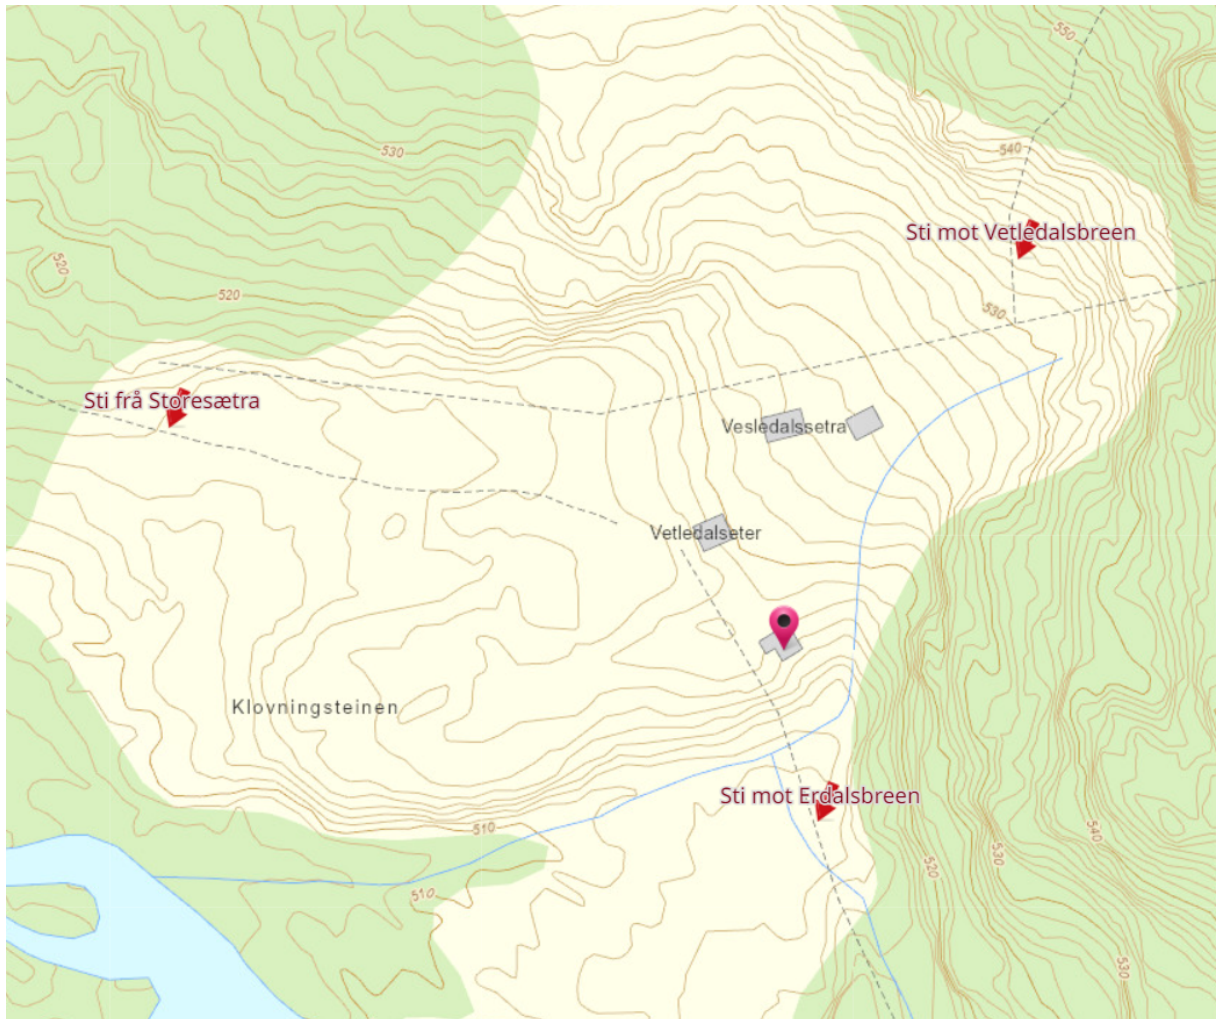 550
530
540
Sti mot Vetledalsbreen
520
520
530
Sti frå Storesætra
Vesledalssetra
Vetledalseter
Klovningsteinen
Sti mot Erdalsbreen
510
540
530
520
510
530